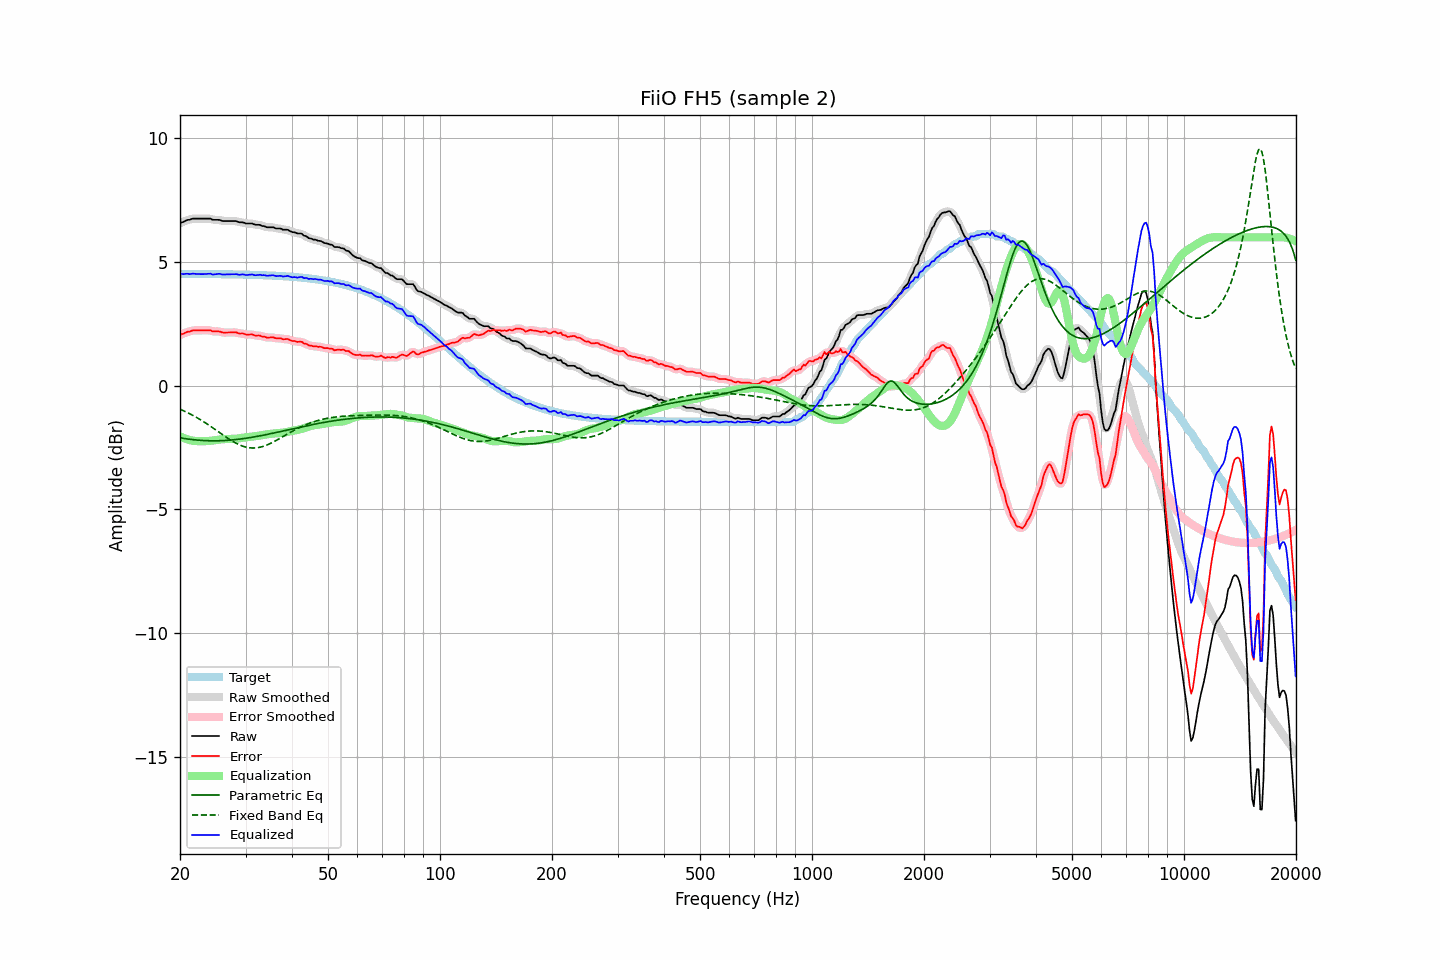 FiiO FH5 (sample 2)
10
5
0
−5
−10
−15
Amplitude (dBr)
Target
Raw Smoothed
Error Smoothed
Raw
Error
Equalization
Parametric Eq
Fixed Band Eq
Equalized
20 50 100 200 500 1000 2000 5000 10000 20000
Frequency (Hz)